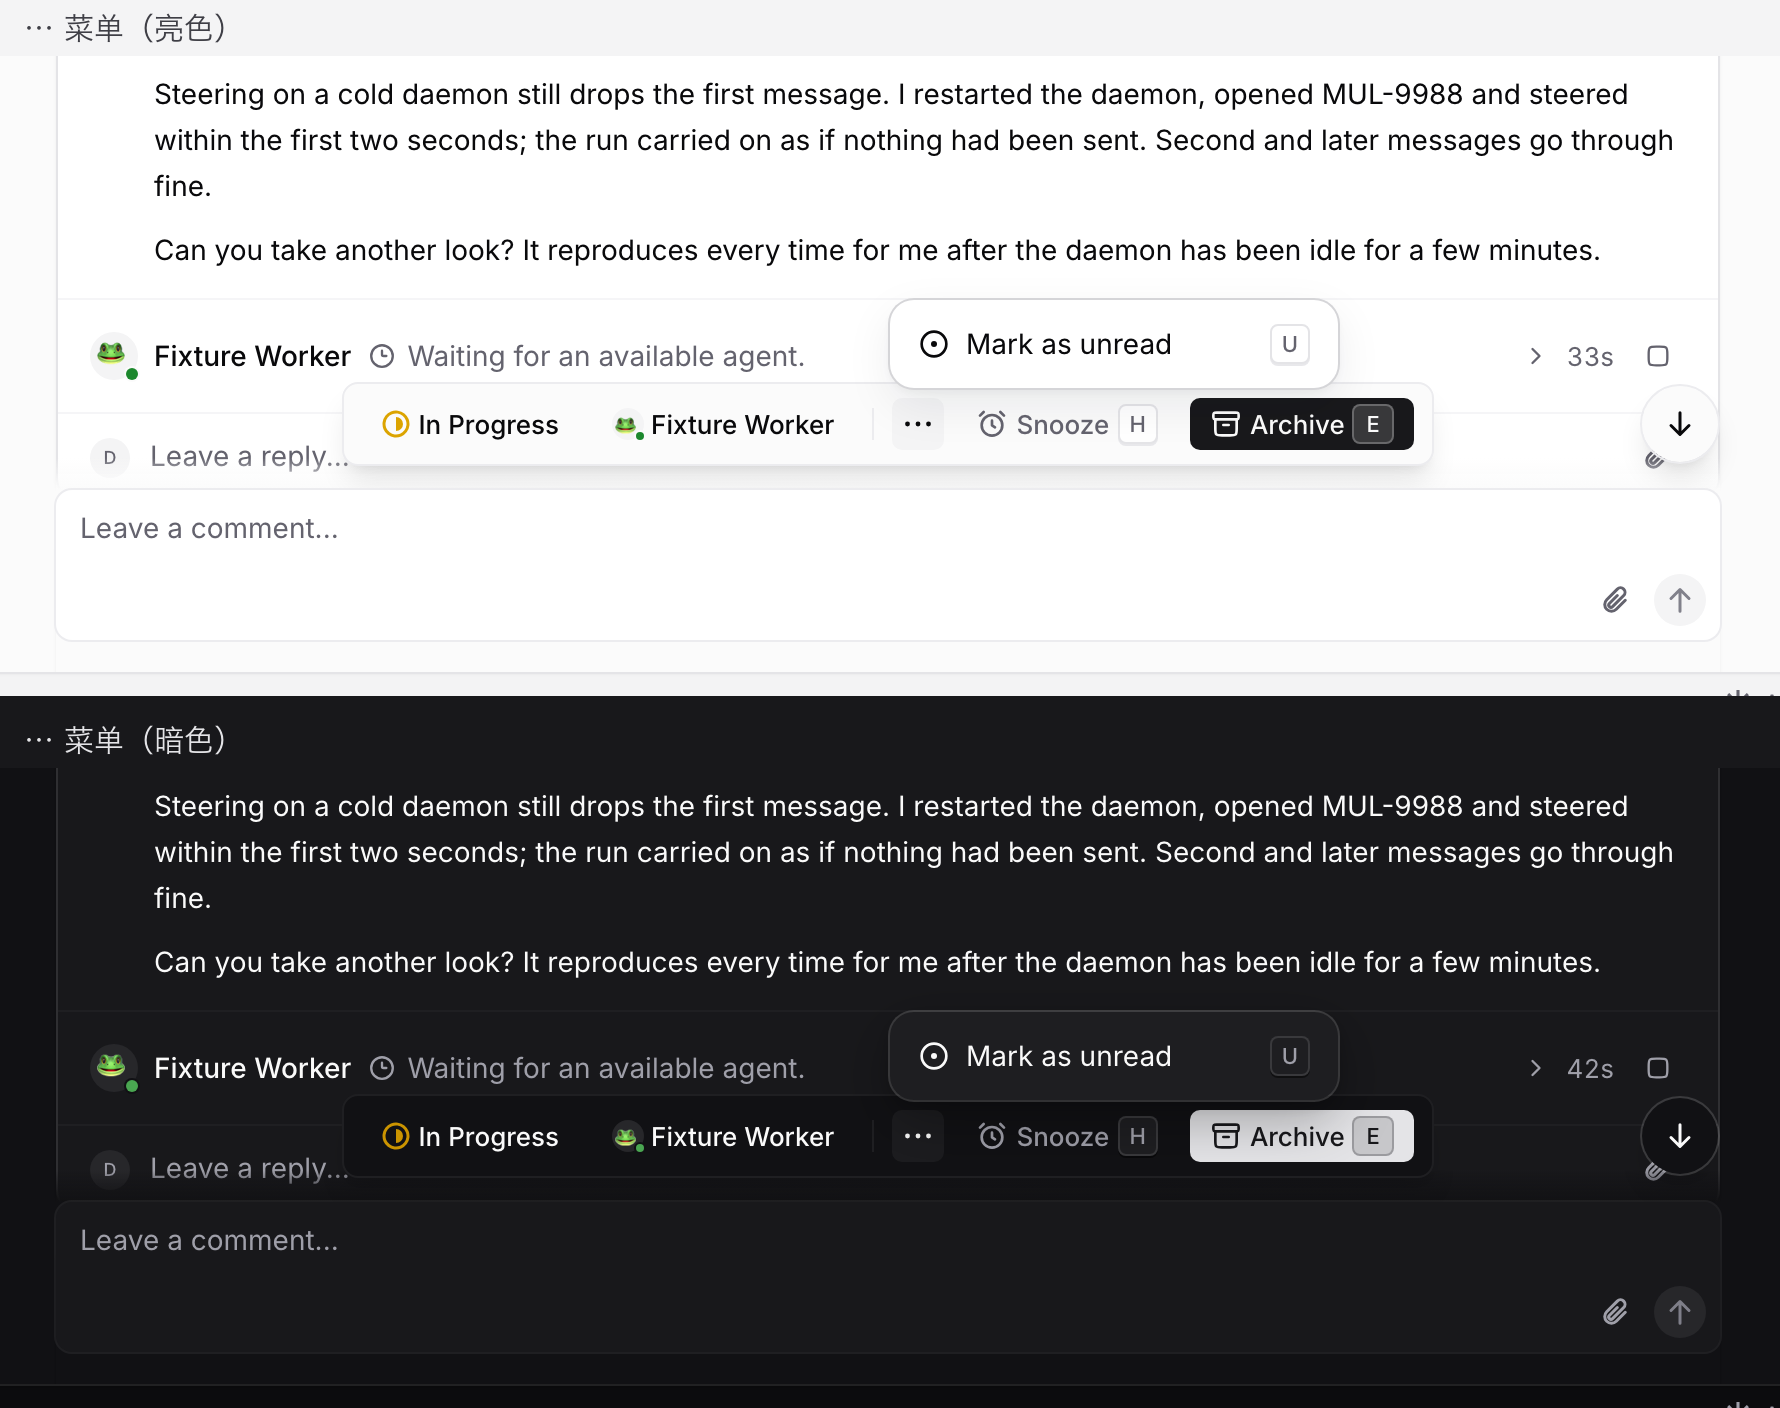 ··· 菜单（亮色）
Steering on a cold daemon still drops the first message. I restarted the daemon, opened MUL-9988 and steered
within the first two seconds; the run carried on as if nothing had been sent. Second and later messages go through
fine.
Can you take another look? It reproduces every time for me after the daemon has been idle for a few minutes.
Mark as unread U
Fixture Worker Waiting for an available agent. 33s
In Progress Fixture Worker ··· Snooze H Archive E
D Leave a reply...
Leave a comment...
··· 菜单（暗色）
Steering on a cold daemon still drops the first message. I restarted the daemon, opened MUL-9988 and steered
within the first two seconds; the run carried on as if nothing had been sent. Second and later messages go through
fine.
Can you take another look? It reproduces every time for me after the daemon has been idle for a few minutes.
Mark as unread U
Fixture Worker Waiting for an available agent. 42s
In Progress Fixture Worker ··· Snooze H Archive E
D Leave a reply...
Leave a comment...